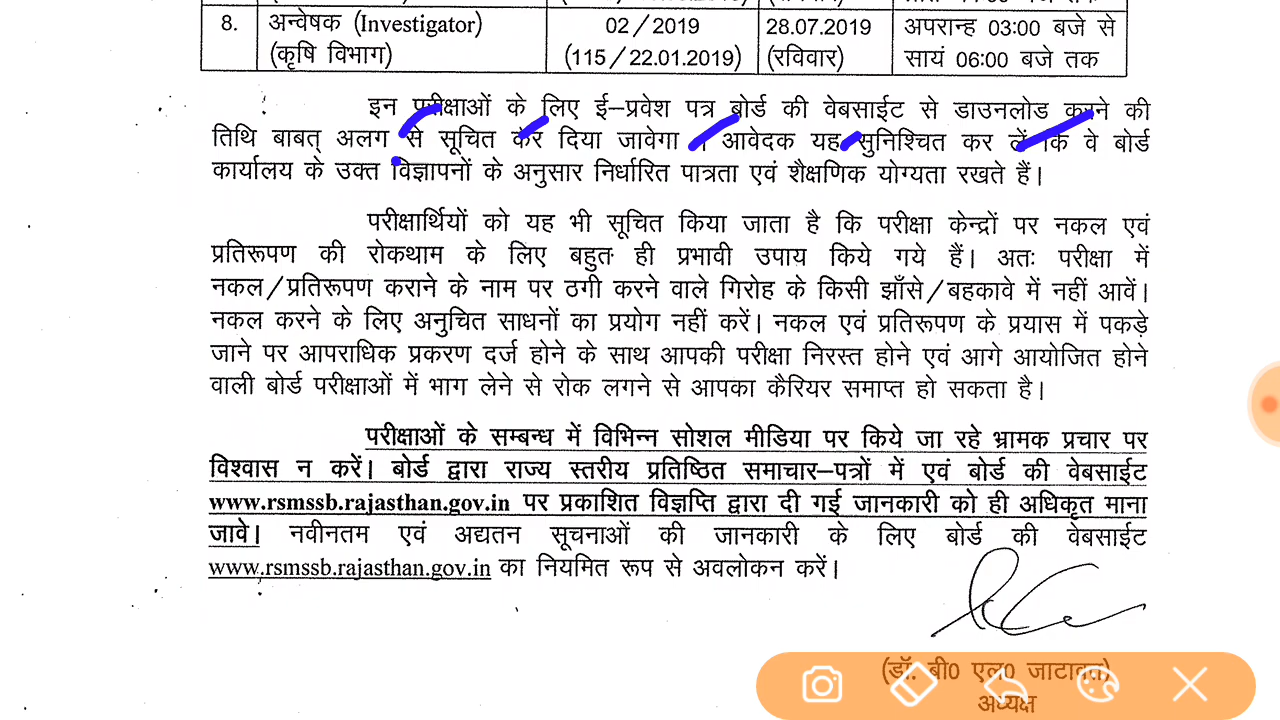 8. अन्वेषक (Investigator) 02/2019 28.07.2019 अपरान्ह 03:00 बजे से
(कृषि विभाग) (115/22.01.2019) (रविवार) सायं 06:00 बजे तक
इन परीक्षाओं के लिए ई–प्रवेश पत्र बोर्ड की वेबसाईट से डाउनलोड करने की
तिथि बाबत् अलग से सूचित कर दिया जावेगा । आवेदक यह सुनिश्चित कर लें कि वे बोर्ड
कार्यालय के उक्त विज्ञापनों के अनुसार निर्धारित पात्रता एवं शैक्षणिक योग्यता रखते हैं।
परीक्षार्थियों को यह भी सूचित किया जाता है कि परीक्षा केन्द्रों पर नकल एवं
प्रतिरूपण की रोकथाम के लिए बहुत ही प्रभावी उपाय किये गये हैं। अतः परीक्षा में
नकल/प्रतिरूपण कराने के नाम पर ठगी करने वाले गिरोह के किसी झाँसे/बहकावे में नहीं आवें।
नकल करने के लिए अनुचित साधनों का प्रयोग नहीं करें। नकल एवं प्रतिरूपण के प्रयास में पकड़े
जाने पर आपराधिक प्रकरण दर्ज होने के साथ आपकी परीक्षा निरस्त होने एवं आगे आयोजित होने
वाली बोर्ड परीक्षाओं में भाग लेने से रोक लगने से आपका कैरियर समाप्त हो सकता है।
परीक्षाओं के सम्बन्ध में विभिन्न सोशल मीडिया पर किये जा रहे भ्रामक प्रचार पर
विश्वास न करें। बोर्ड द्वारा राज्य स्तरीय प्रतिष्ठित समाचार–पत्रों में एवं बोर्ड की वेबसाईट
www.rsmssb.rajasthan.gov.in पर प्रकाशित विज्ञप्ति द्वारा दी गई जानकारी को ही अधिकृत माना
जावे। नवीनतम एवं अद्यतन सूचनाओं की जानकारी के लिए बोर्ड की वेबसाईट
www.rsmssb.rajasthan.gov.in का नियमित रूप से अवलोकन करें।
(डॉ. बी0 एल0 जाटावत)
अध्यक्ष